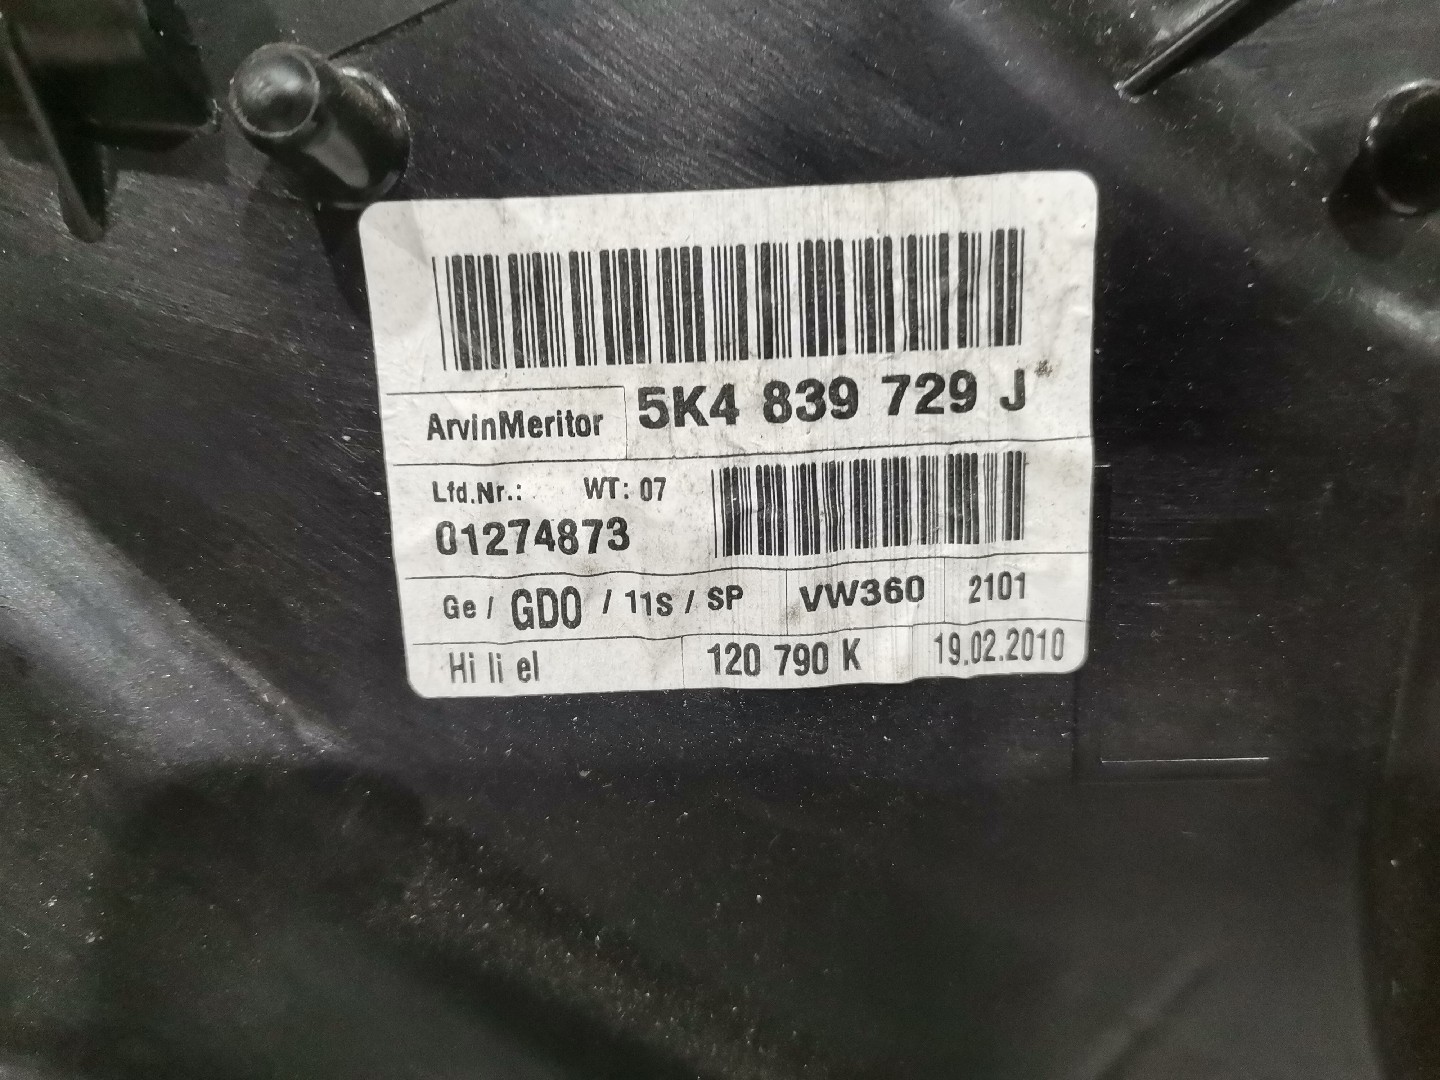 ArvinMeritor 5K4 839 729 J
Lfd.Nr.: WT: 07
01274873
Ge / GDO / 11S / SP VW360 2101
Hi li el 120 790 K 19.02.2010